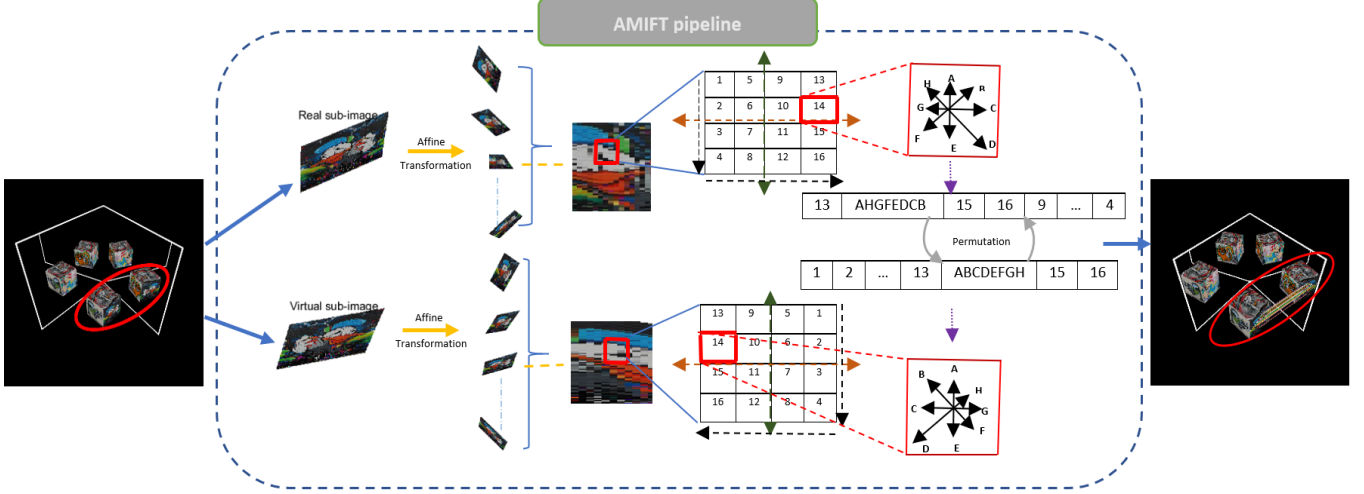 AMIFT pipeline
Real sub-image
Affine
Transformation
1 5 9 13
2 6 10 14
3 7 11 15
4 8 12 16
A
H B
G C
F
E
D
13 AHGFEDCB 15 16 9 ... 4
Permutation
1 2 ... 13 ABCDEFGH 15 16
Virtual sub-image
Affine
Transformation
13 9 5 1
14 10 6 2
15 11 7 3
16 12 8 4
A
B H
C G
F
D E